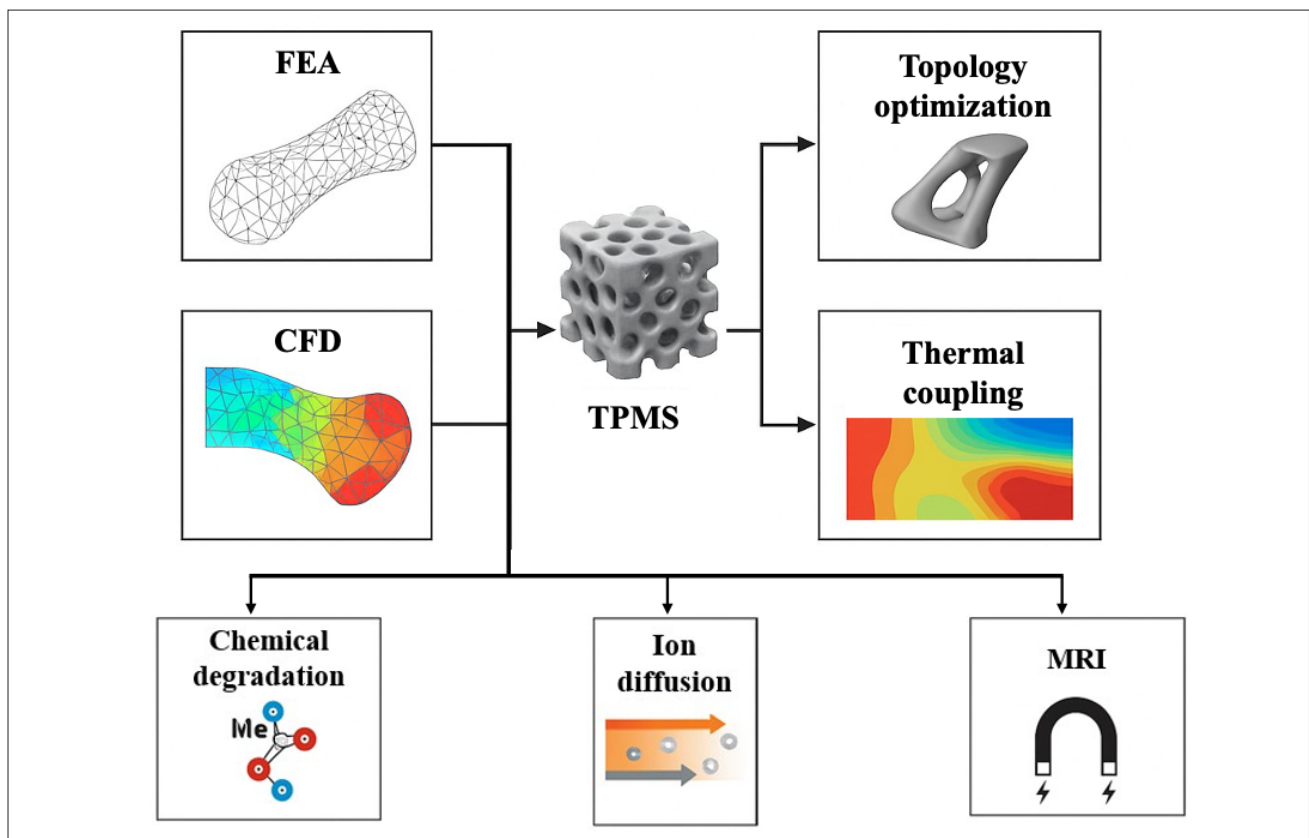 FEA
Topology
optimization
CFD
TPMS
Thermal
coupling
Chemical
degradation
Me
Ion
diffusion
MRI